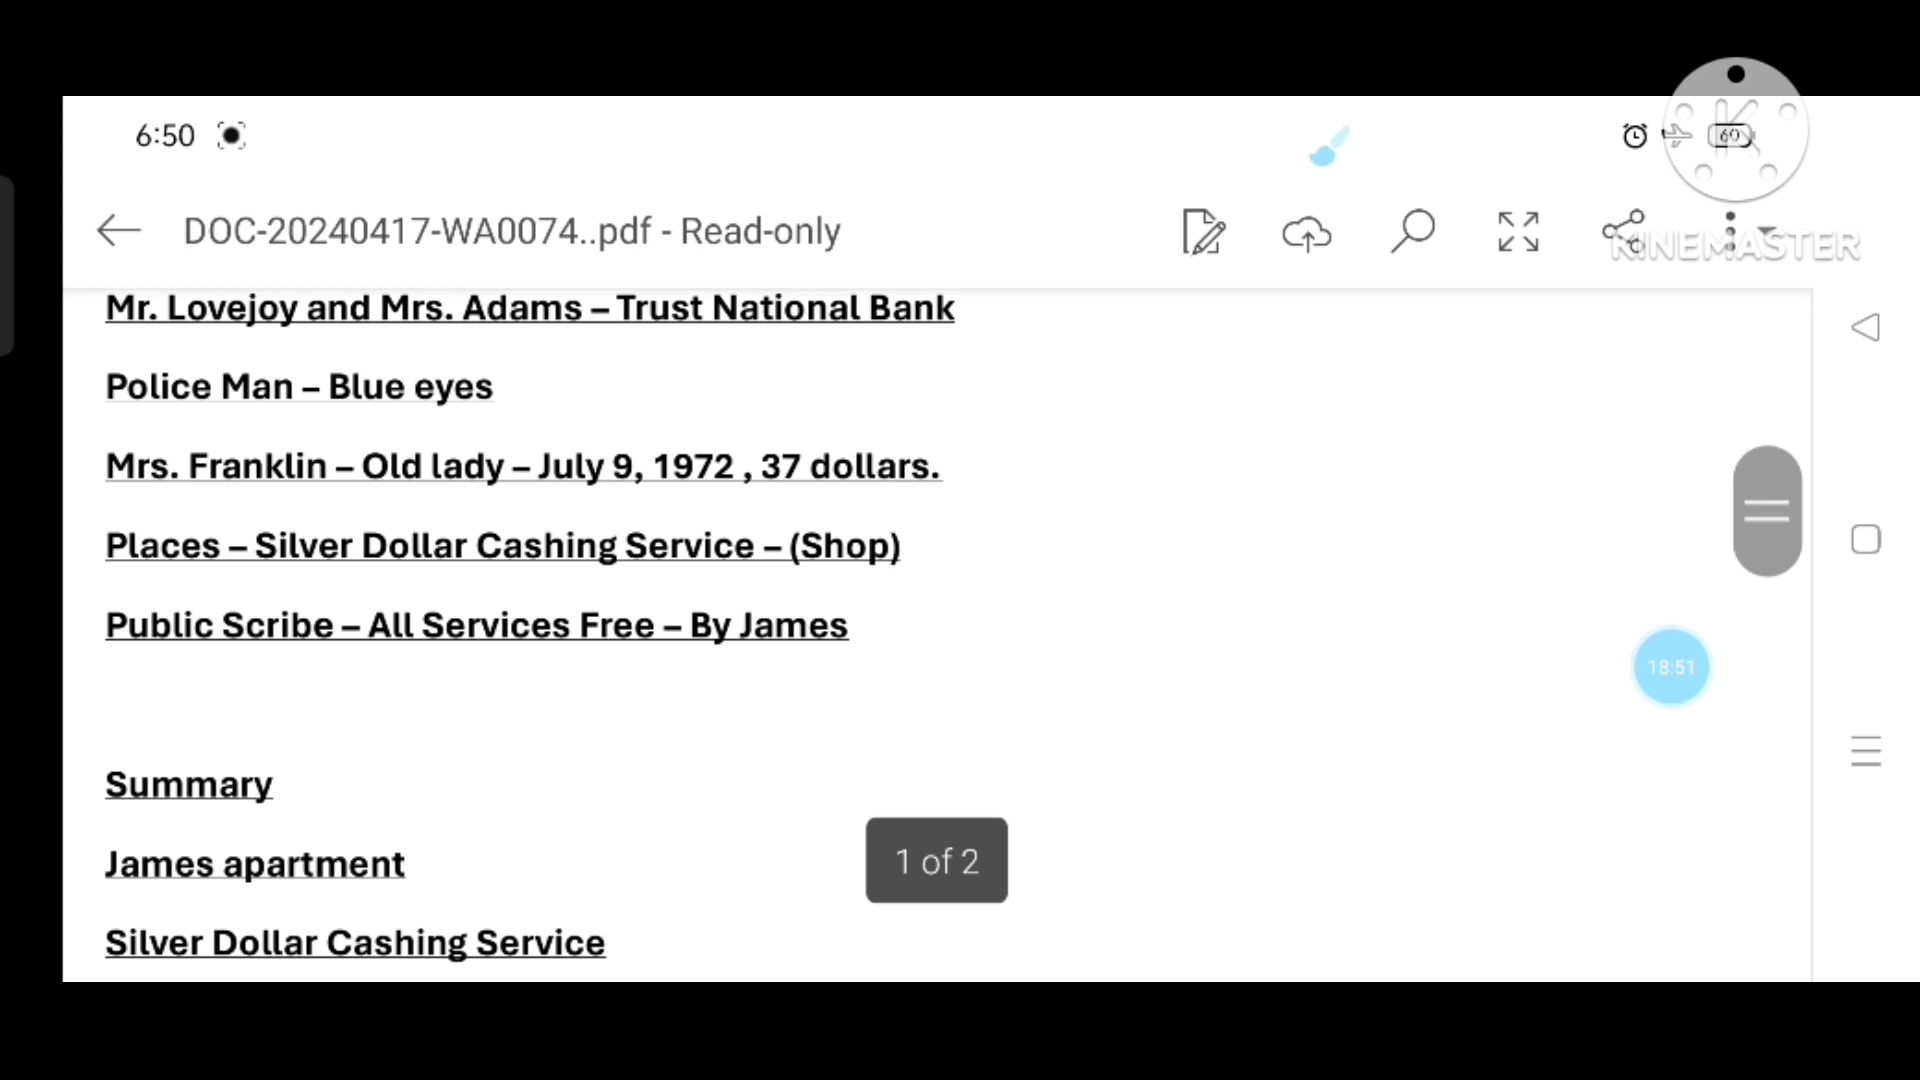 6:50
60
DOC-20240417-WA0074..pdf - Read-only
KINEMASTER
Mr. Lovejoy and Mrs. Adams – Trust National Bank
Police Man – Blue eyes
Mrs. Franklin – Old lady – July 9, 1972 , 37 dollars.
Places – Silver Dollar Cashing Service – (Shop)
Public Scribe – All Services Free – By James
18:51
Summary
James apartment
1 of 2
Silver Dollar Cashing Service